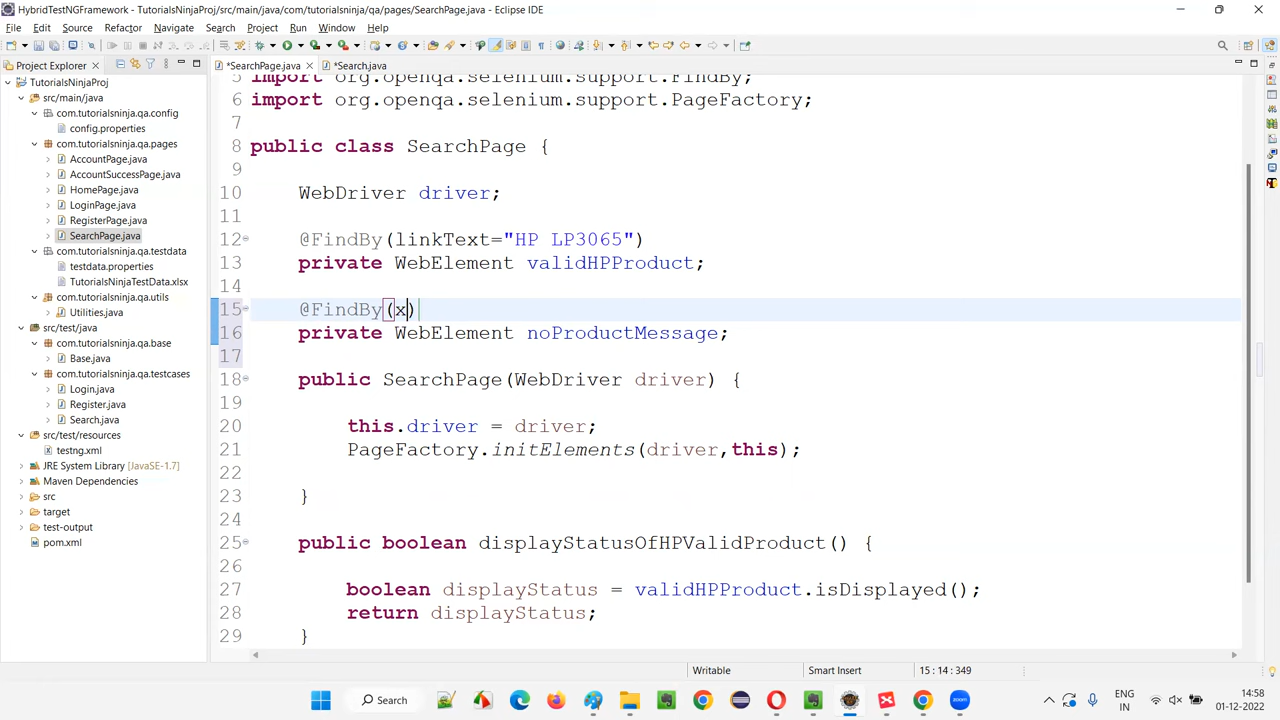 HybridTestNGFramework - TutorialsNinjaProj/src/main/java/com/tutorialsninja/qa/pages/SearchPage.java - Eclipse IDE
File Edit Source Refactor Navigate Search Project Run Window Help
Project Explorer
*SearchPage.java
*Search.java
TutorialsNinjaProj
src/main/java
com.tutorialsninja.qa.config
config.properties
com.tutorialsninja.qa.pages
AccountPage.java
AccountSuccessPage.java
HomePage.java
LoginPage.java
RegisterPage.java
SearchPage.java
com.tutorialsninja.qa.testdata
testdata.properties
TutorialsNinjaTestData.xlsx
com.tutorialsninja.qa.utils
Utilities.java
src/test/java
com.tutorialsninja.qa.base
Base.java
com.tutorialsninja.qa.testcases
Login.java
Register.java
Search.java
src/test/resources
testng.xml
JRE System Library [JavaSE-1.7]
Maven Dependencies
src
target
test-output
pom.xml
5 import org.openqa.selenium.support.FindBy;
6 import org.openqa.selenium.support.PageFactory;
7
8 public class SearchPage {
9
10 WebDriver driver;
11
12 @FindBy(linkText="HP LP3065")
13 private WebElement validHPProduct;
14
15 @FindBy(x)
16 private WebElement noProductMessage;
17
18 public SearchPage(WebDriver driver) {
19
20 this.driver = driver;
21 PageFactory.initElements(driver,this);
22
23 }
24
25 public boolean displayStatusOfHPValidProduct() {
26
27 boolean displayStatus = validHPProduct.isDisplayed();
28 return displayStatus;
29 }
Writable Smart Insert 15 : 14 : 349
Search
ENG
IN
14:58
01-12-2022